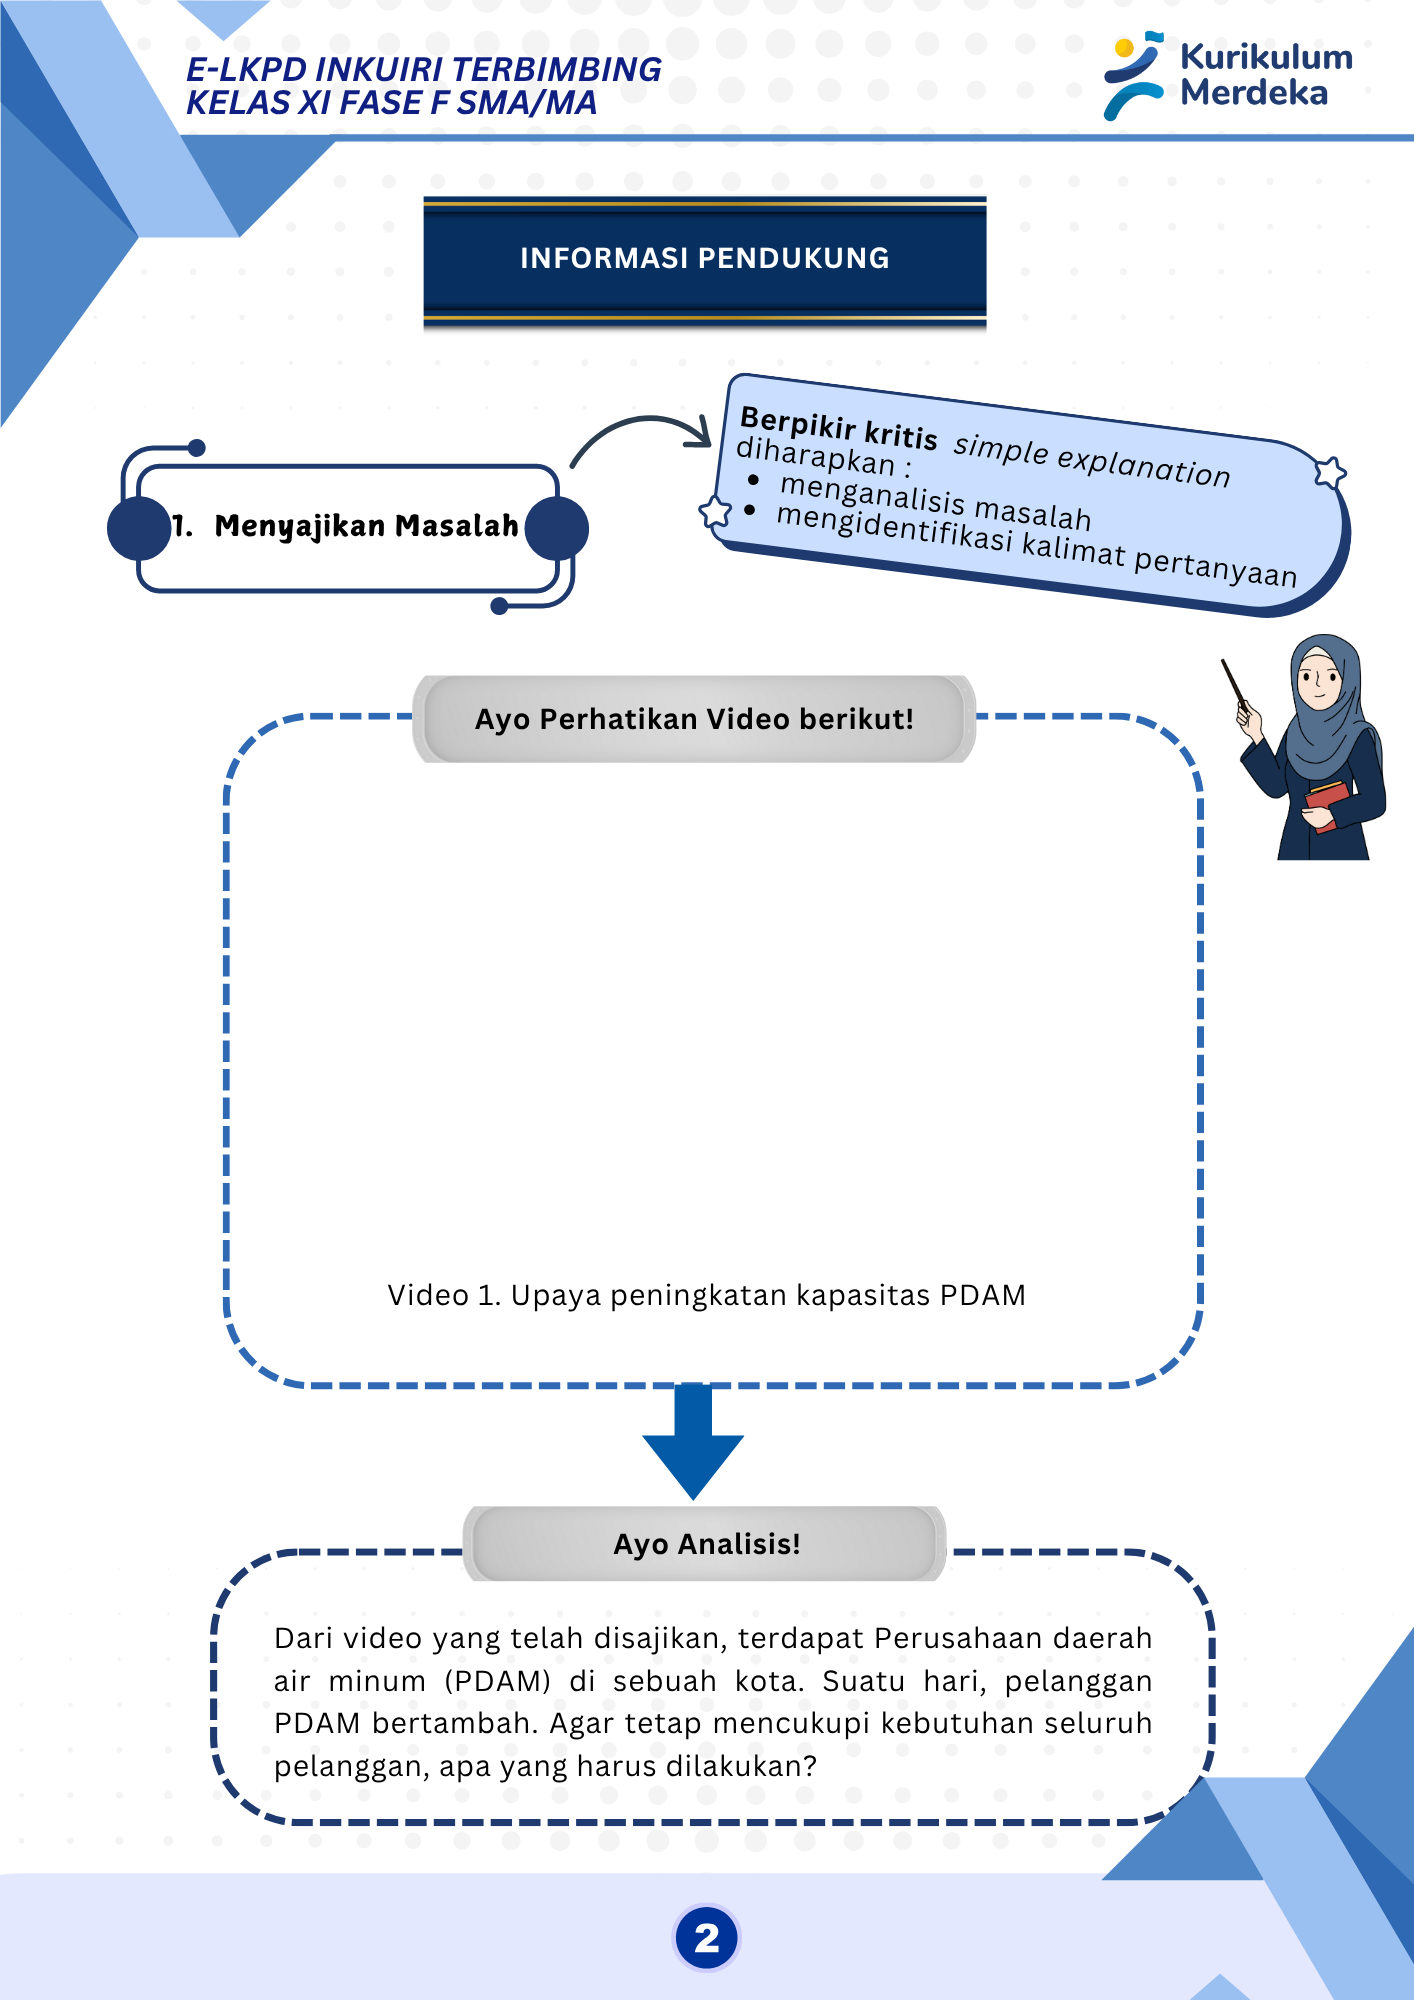 E-LKPD INKUIRI TERBIMBING
KELAS XI FASE F SMA/MA
Kurikulum
Merdeka
INFORMASI PENDUKUNG
1. Menyajikan Masalah
Berpikir kritis simple explanation
diharapkan :
• menganalisis masalah
• mengidentifikasi kalimat pertanyaan
Ayo Perhatikan Video berikut!
Video 1. Upaya peningkatan kapasitas PDAM
Ayo Analisis!
Dari video yang telah disajikan, terdapat Perusahaan daerah
air minum (PDAM) di sebuah kota. Suatu hari, pelanggan
PDAM bertambah. Agar tetap mencukupi kebutuhan seluruh
pelanggan, apa yang harus dilakukan?
2